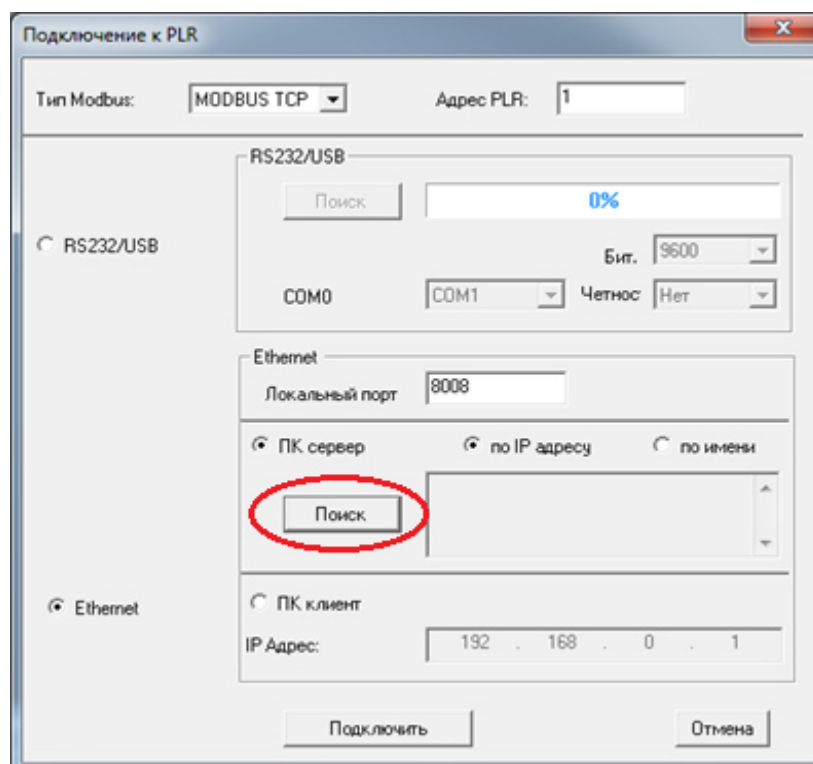 Подключение к PLR
Тип Modbus: MODBUS TCP Адрес PLR: 1
RS232/USB
Поиск 0%
RS232/USB
Бит. 9600
COM0 COM1 Четнос Нет
Ethernet
Локальный порт 8008
ПК сервер по IP адресу по имени
Поиск
Ethernet ПК клиент
IP Адрес: 192 . 168 . 0 . 1
Подключить Отмена